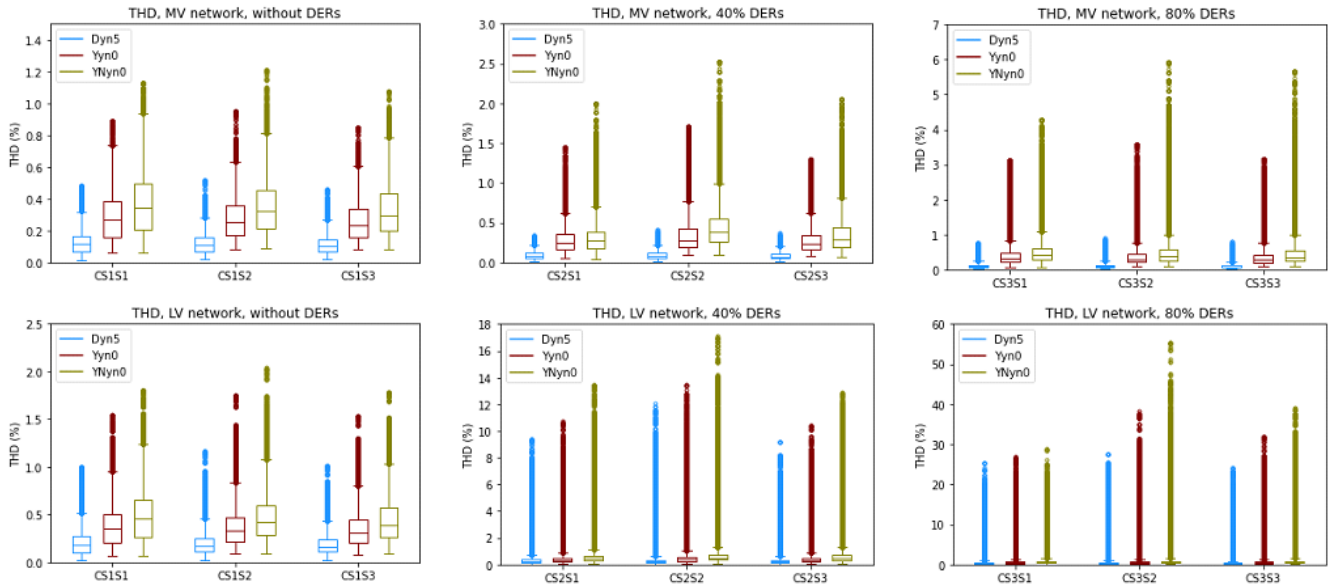 THD, MV network, without DERs
THD (%)
1.4
1.2
1.0
0.8
0.6
0.4
0.2
0.0
Dyn5
Yyn0
YNyn0
CS1S1 CS1S2 CS1S3
THD, MV network, 40% DERs
THD (%)
3.0
2.5
2.0
1.5
1.0
0.5
0.0
Dyn5
Yyn0
YNyn0
CS2S1 CS2S2 CS2S3
THD, MV network, 80% DERs
THD (%)
7
6
5
4
3
2
1
0
Dyn5
Yyn0
YNyn0
CS3S1 CS3S2 CS3S3
THD, LV network, without DERs
THD (%)
2.5
2.0
1.5
1.0
0.5
0.0
Dyn5
Yyn0
YNyn0
CS1S1 CS1S2 CS1S3
THD, LV network, 40% DERs
THD (%)
18
16
14
12
10
8
6
4
2
0
Dyn5
Yyn0
YNyn0
CS2S1 CS2S2 CS2S3
THD, LV network, 80% DERs
THD (%)
60
50
40
30
20
10
0
Dyn5
Yyn0
YNyn0
CS3S1 CS3S2 CS3S3